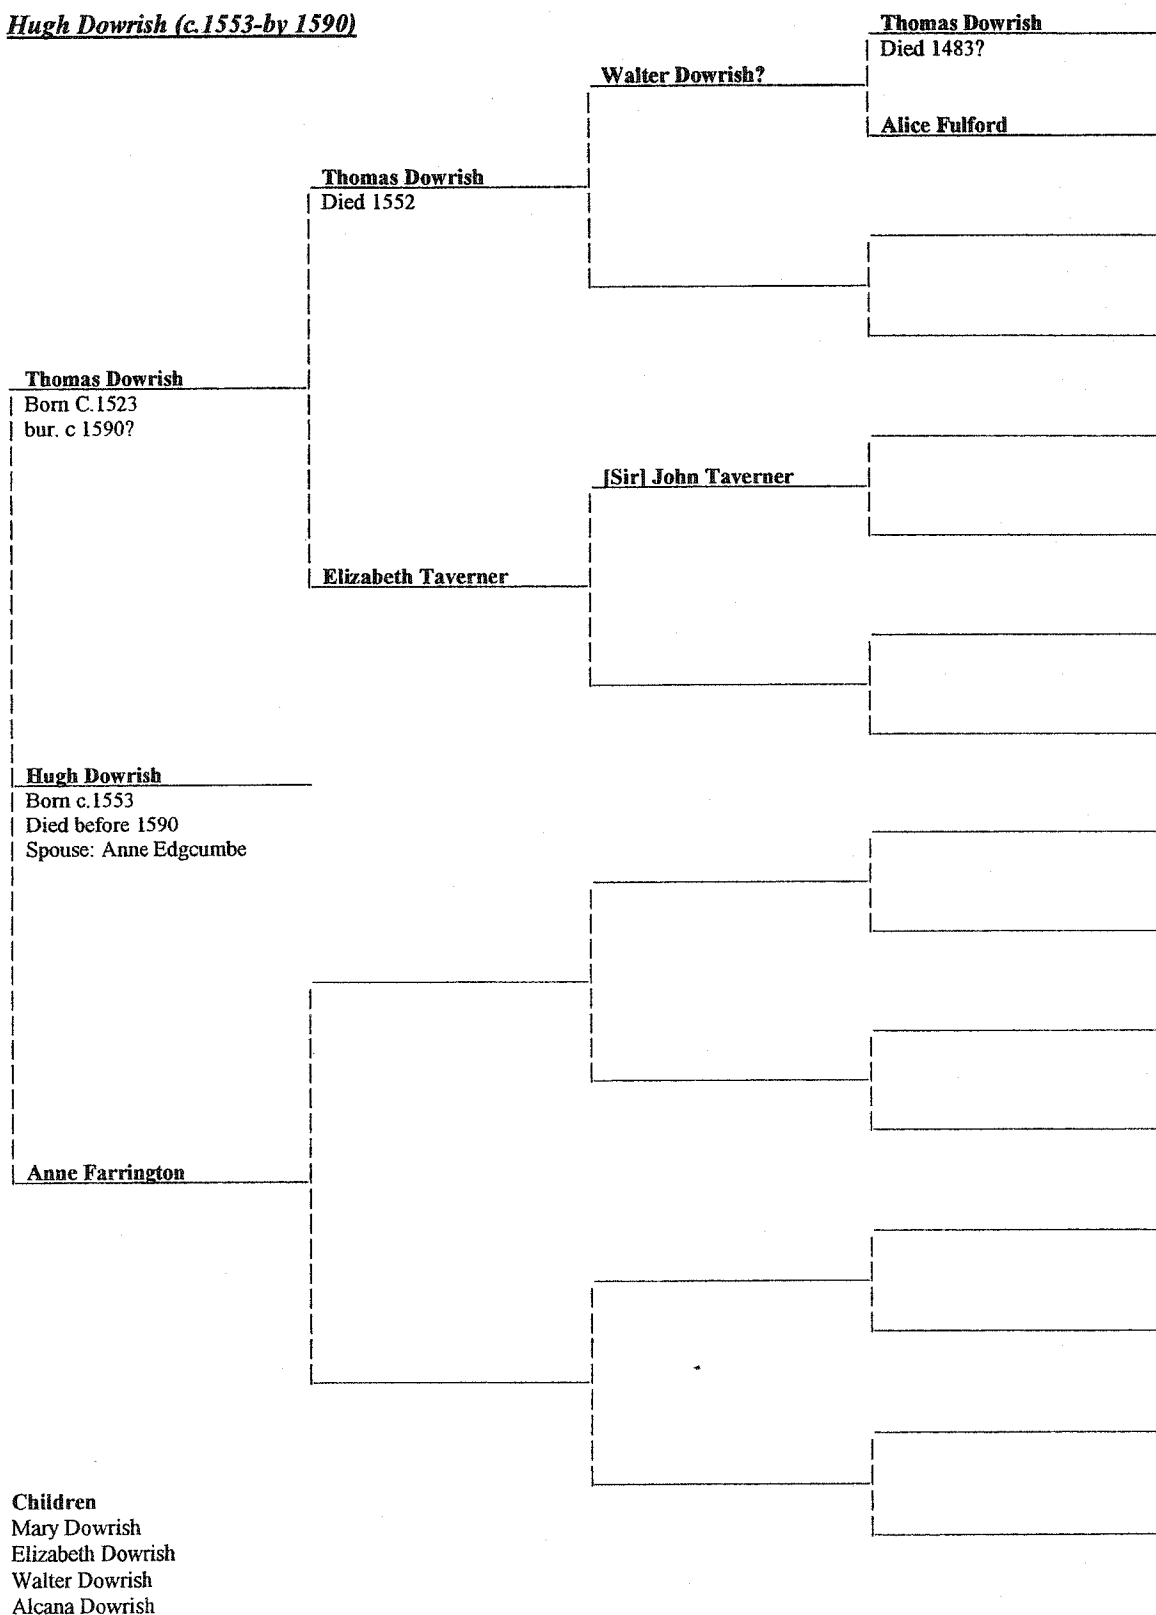 Hugh Dowrish (c.1553-by 1590)
Thomas Dowrish
Died 1483?
Walter Dowrish?
Alice Fulford
Thomas Dowrish
Died 1552
Thomas Dowrish
Born C.1523
bur. c 1590?
[Sir] John Taverner
Elizabeth Taverner
Hugh Dowrish
Born c.1553
Died before 1590
Spouse: Anne Edgcumbe
Anne Farrington
Children
Mary Dowrish
Elizabeth Dowrish
Walter Dowrish
Alcana Dowrish